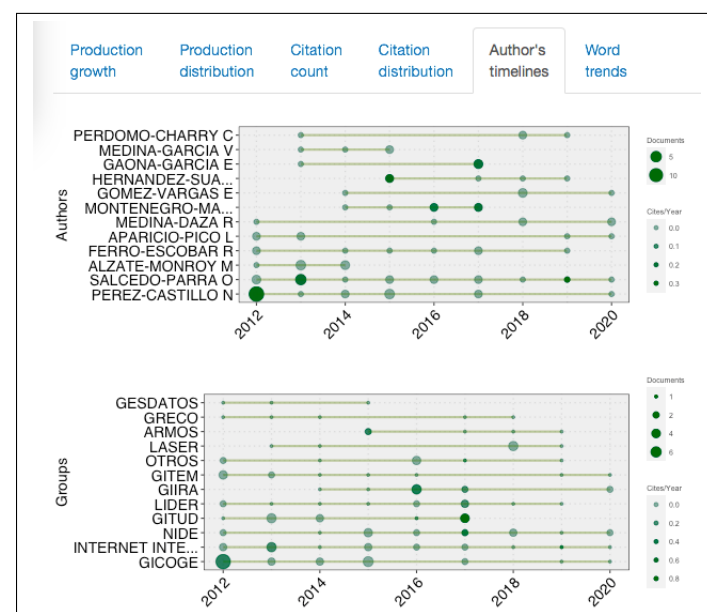 Production growth
Production distribution
Citation count
Citation distribution
Author's timelines
Word trends
Authors
PERDOMO-CHARRY C
MEDINA-GARCIA V
GAONA-GARCIA E
HERNANDEZ-SUA...
GOMEZ-VARGAS E
MONTENEGRO-MA...
MEDINA-DAZA R
APARICIO-PICO L
FERRO-ESCOBAR R
ALZATE-MONROY M
SALCEDO-PARRA O
PEREZ-CASTILLO N
2012
2014
2016
2018
2020
Documents
5
10
Cites/Year
0.0
0.1
0.2
0.3
Groups
GESDATOS
GRECO
ARMOS
LASER
OTROS
GITEM
GIIRA
LIDER
GITUD
NIDE
INTERNET INTE...
GICOGE
2012
2014
2016
2018
2020
Documents
1
2
4
6
Cites/Year
0.0
0.2
0.4
0.6
0.8